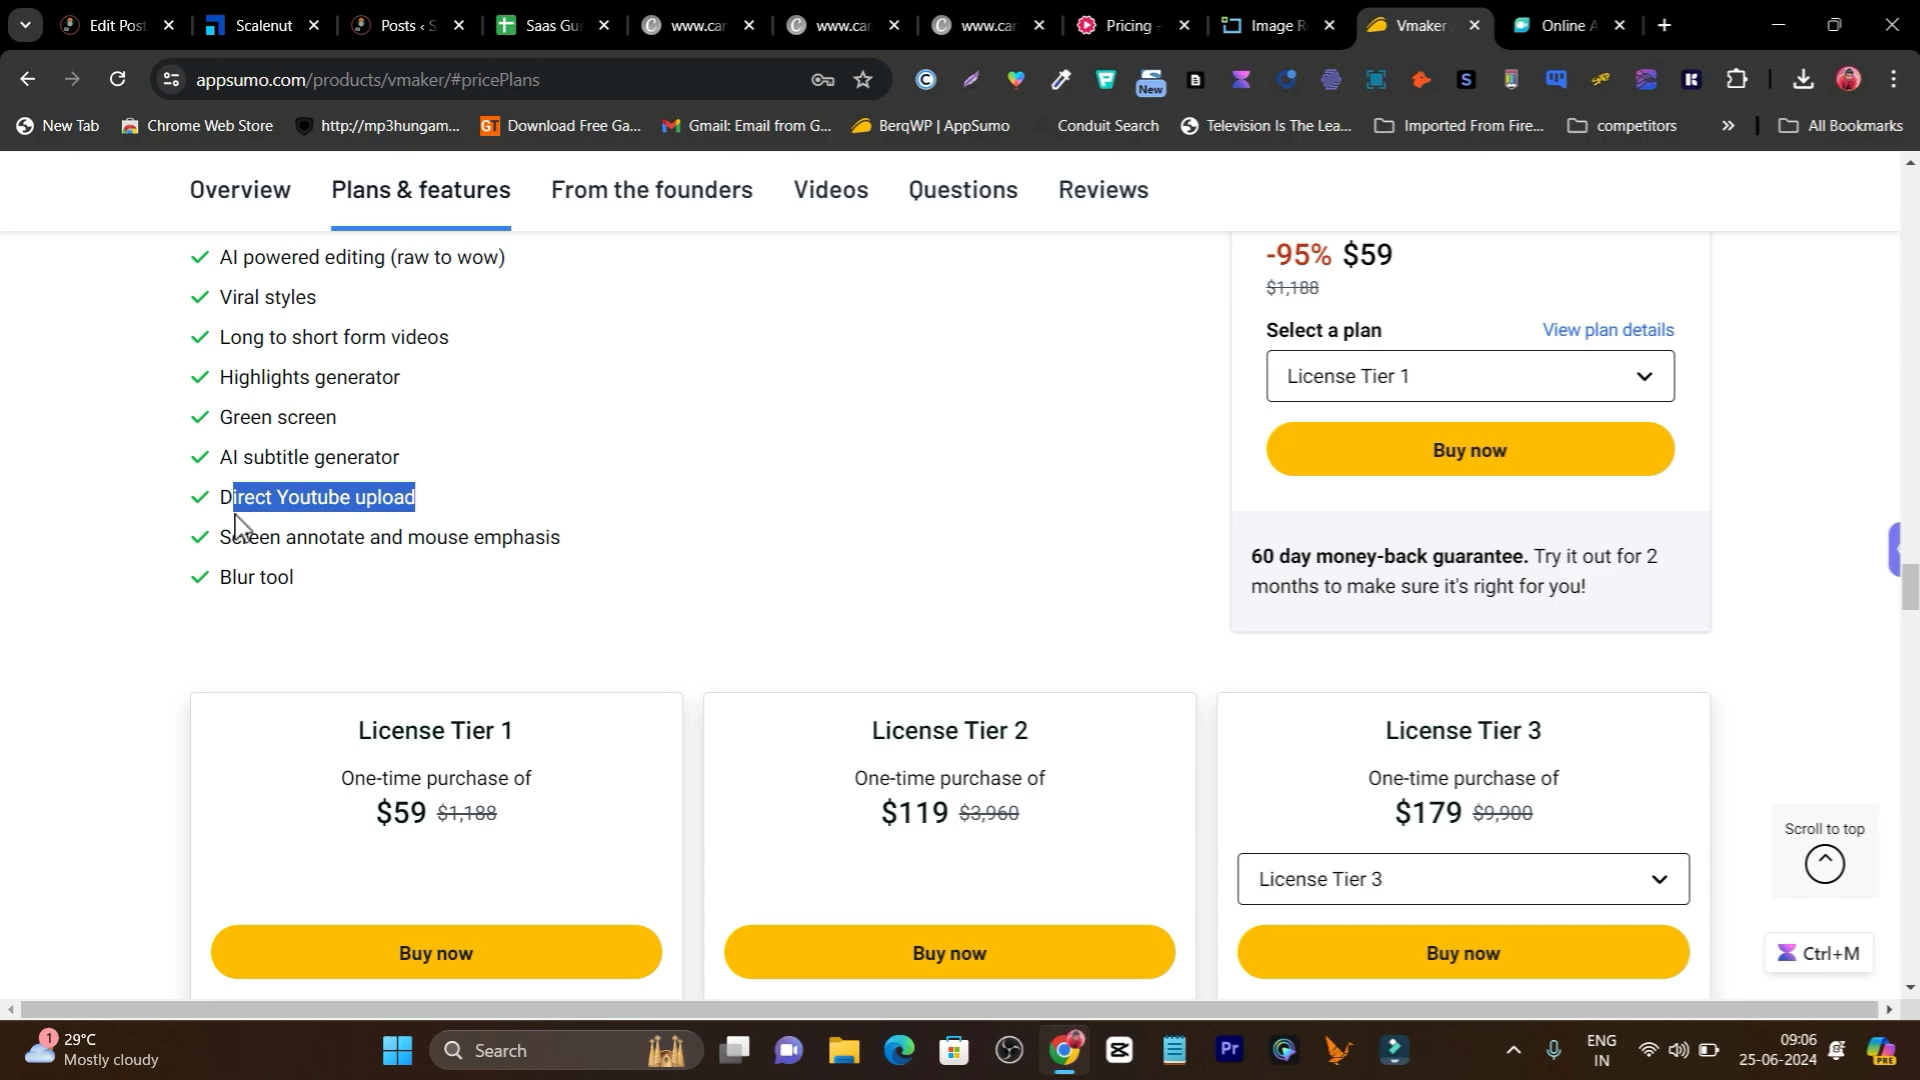 Edit Post
Scalenut
Posts ‹ S
Saas Gu
www.car
www.car
www.car
Pricing -
Image R
Vmaker
Online A
appsumo.com/products/vmaker/#pricePlans
New
New Tab
Chrome Web Store
http://mp3hungam...
GT
Download Free Ga...
Gmail: Email from G...
BerqWP | AppSumo
Conduit Search
Television Is The Lea...
Imported From Fire...
competitors
»
All Bookmarks
Overview
Plans & features
From the founders
Videos
Questions
Reviews
AI powered editing (raw to wow)
Viral styles
Long to short form videos
Highlights generator
Green screen
AI subtitle generator
Direct Youtube upload
Screen annotate and mouse emphasis
Blur tool
-95% $59
$1,188
Select a plan
View plan details
License Tier 1
Buy now
60 day money-back guarantee. Try it out for 2
months to make sure it's right for you!
License Tier 1
One-time purchase of
$59 $1,188
Buy now
License Tier 2
One-time purchase of
$119 $3,960
Buy now
License Tier 3
One-time purchase of
$179 $9,900
License Tier 3
Buy now
Scroll to top
Ctrl+M
1
29°C
Mostly cloudy
Search
Pr
ENG
IN
09:06
25-06-2024
PRE